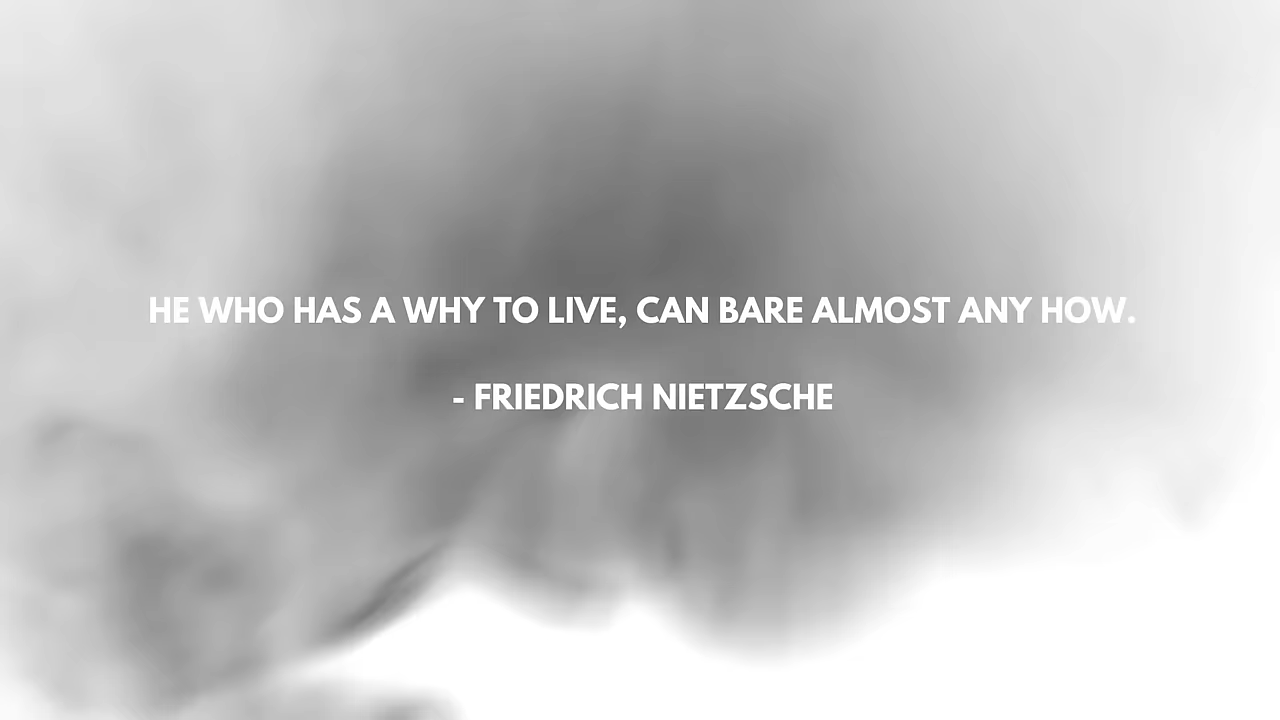 HE WHO HAS A WHY TO LIVE, CAN BARE ALMOST ANY HOW.
- FRIEDRICH NIETZSCHE